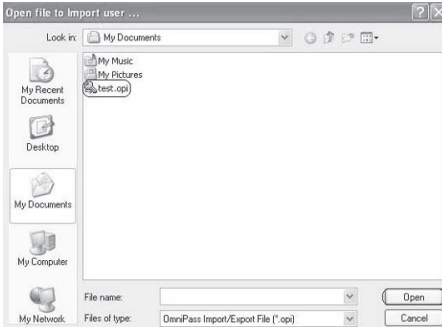 Open file to Import user ...
Look in:
My Documents
My Recent
Documents
Desktop
My Documents
My Computer
My Network
My Music
My Pictures
test.opi
File name:
Open
Files of type:
OmniPass Import/Export File (*.opi)
Cancel